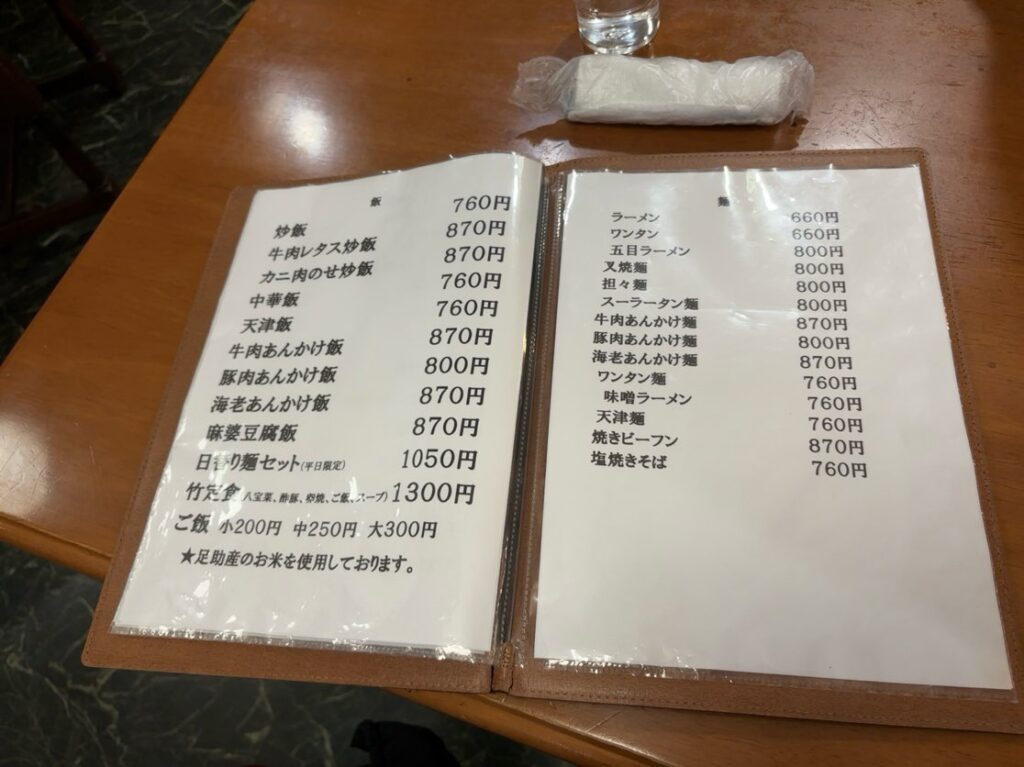 飯
炒飯 760円
牛肉レタス炒飯 870円
カニ肉のせ炒飯 870円
中華飯 760円
天津飯 760円
牛肉あんかけ飯 870円
豚肉あんかけ飯 800円
海老あんかけ飯 870円
麻婆豆腐飯 870円
日替り麺セット(平日限定) 1050円
竹定食(八宝菜、酢豚、ご飯、スープ) 1300円
ご飯 小200円 中250円 大300円
★足助産のお米を使用しております。
麺
ラーメン 660円
ワンタン 660円
五目ラーメン 800円
叉焼麺 800円
担々麺 800円
スーラータン麺 800円
牛肉あんかけ麺 870円
豚肉あんかけ麺 800円
海老あんかけ麺 870円
ワンタン麺 760円
味噌ラーメン 760円
天津麺 760円
焼きビーフン 870円
塩焼きそば 760円